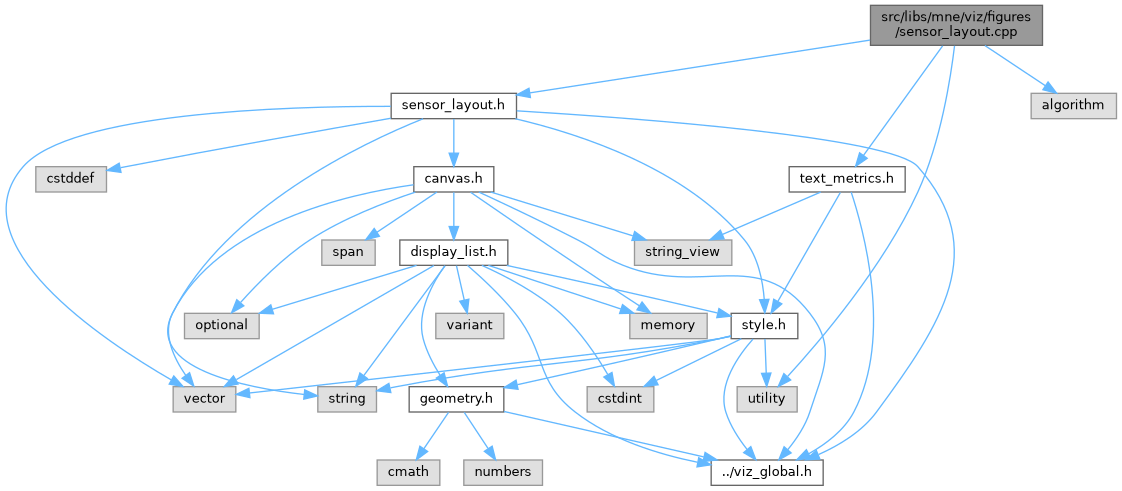 src/libs/mne/viz/figures
/sensor_layout.cpp
sensor_layout.h
algorithm
cstddef
canvas.h
text_metrics.h
span
display_list.h
string_view
optional
variant
memory
style.h
vector
string
geometry.h
cstdint
utility
cmath
numbers
../viz_global.h